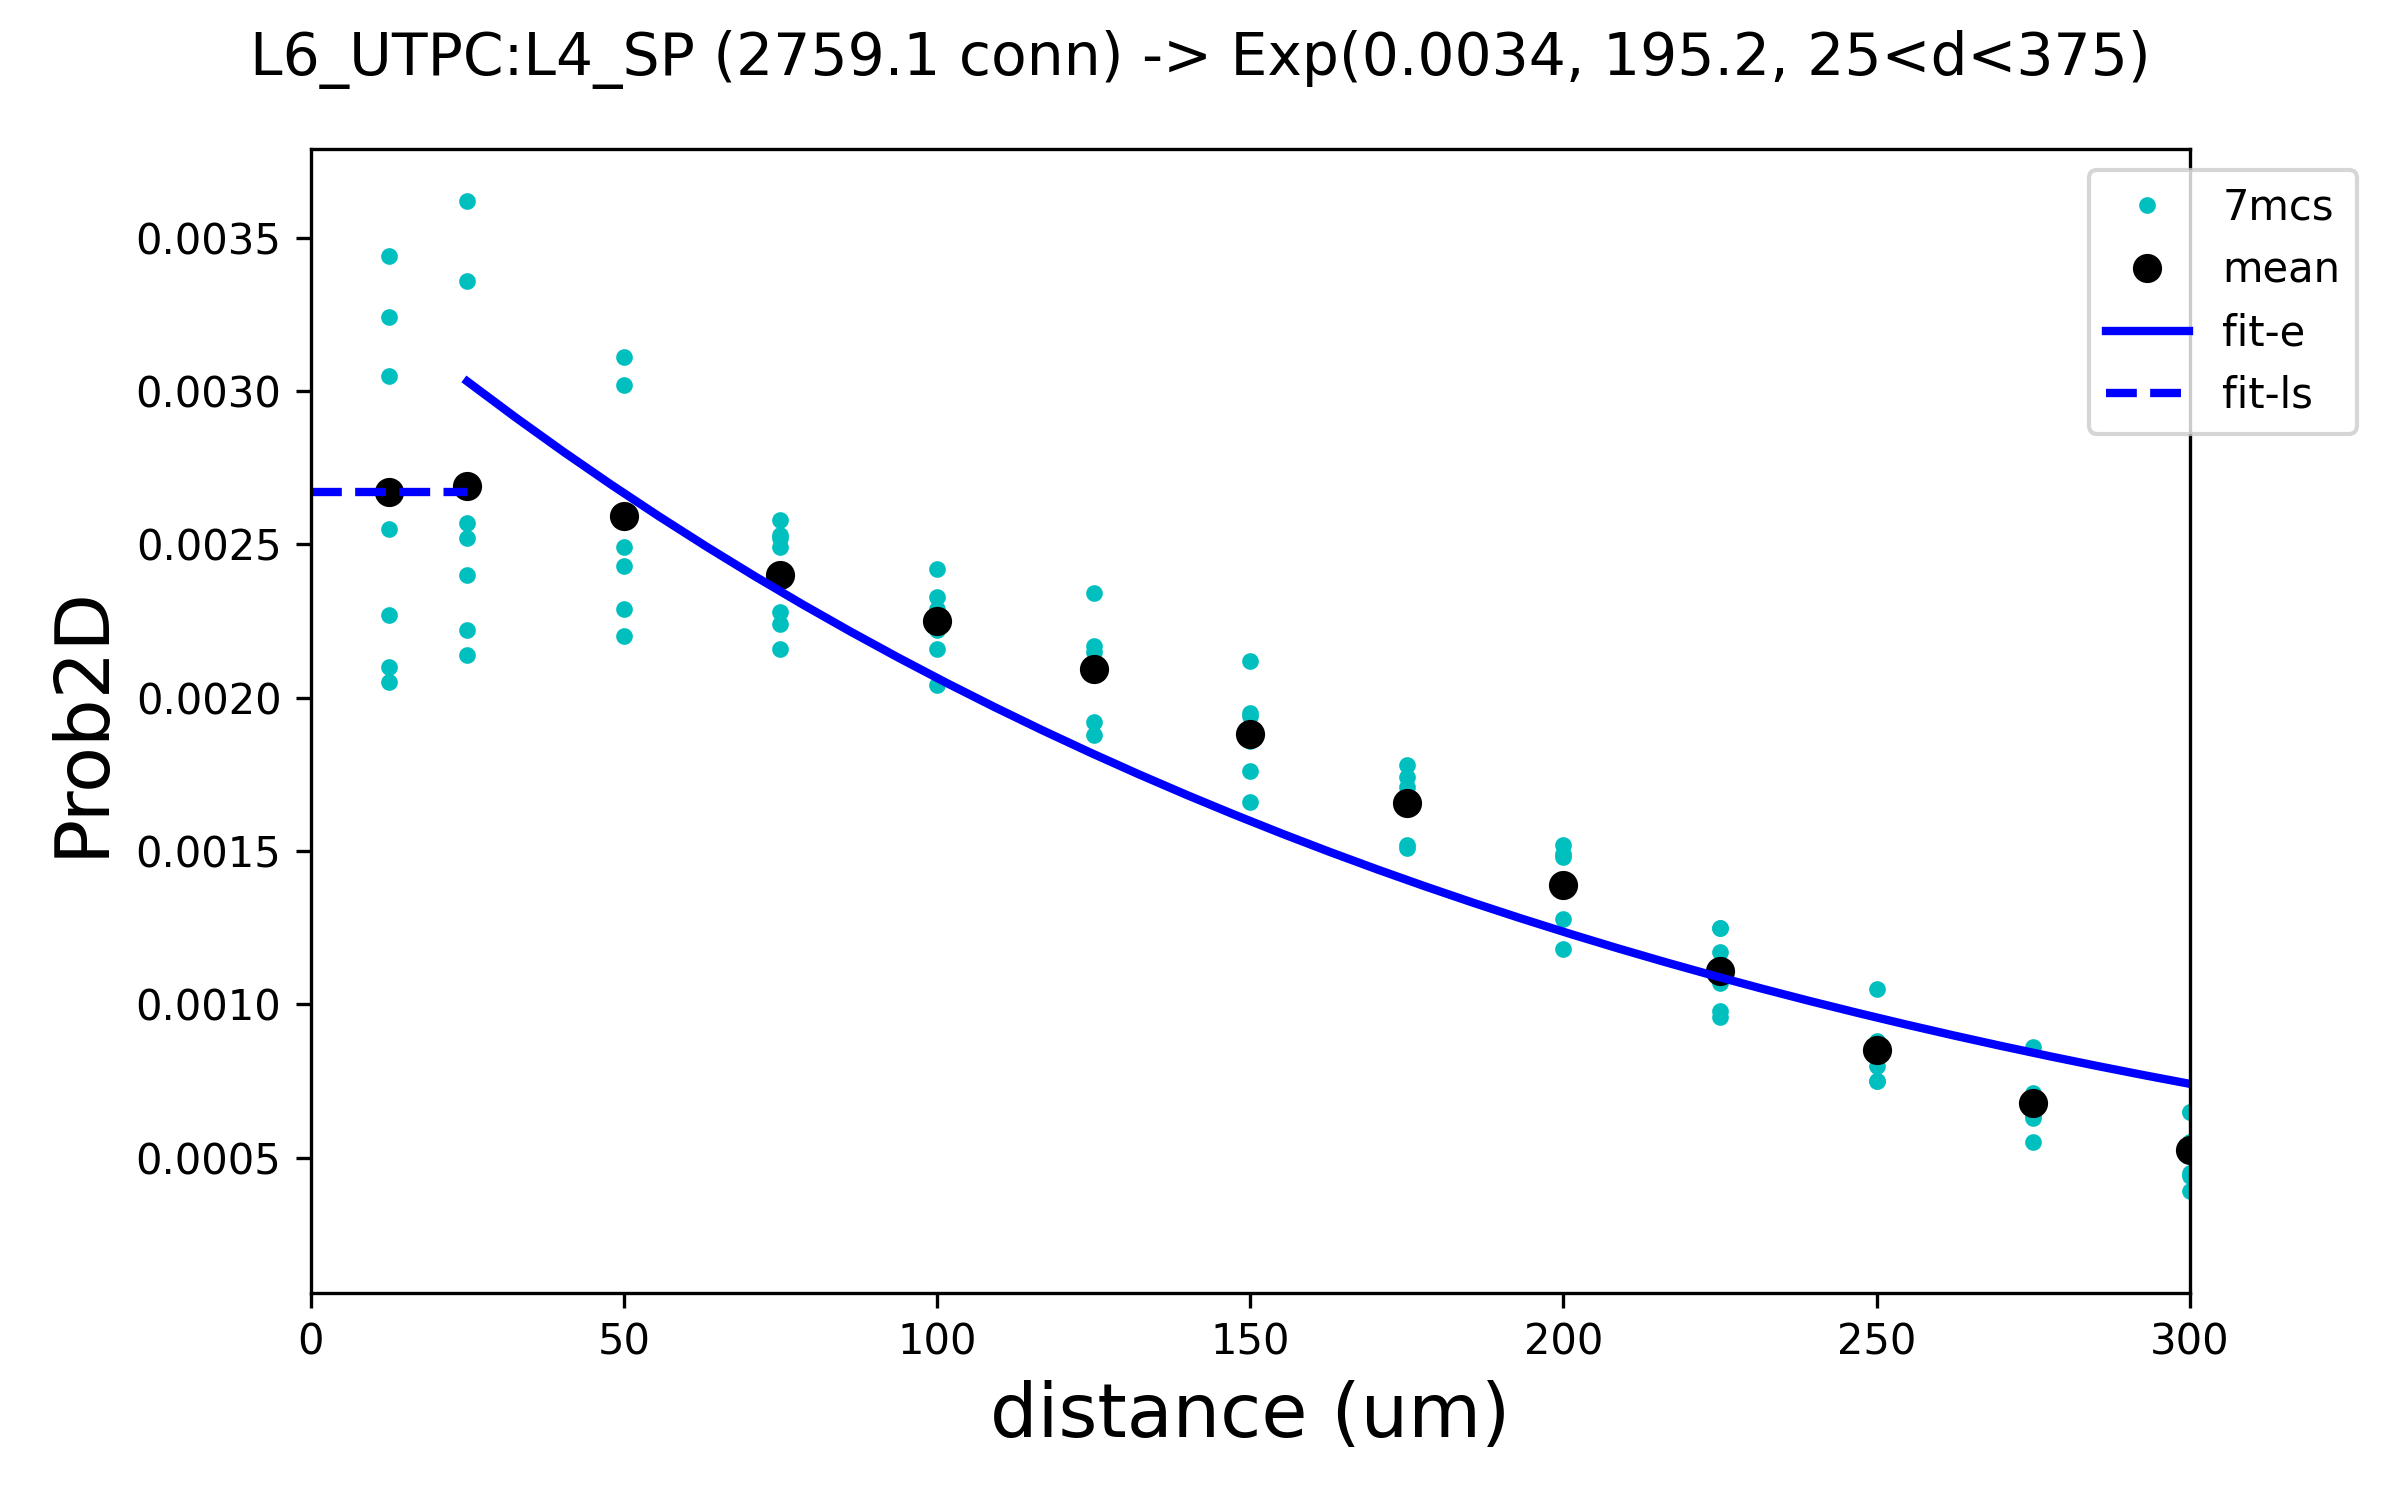 L6_UTPC:L4_SP (2759.1 conn) -> Exp(0.0034, 195.2, 25<d<375)
7mcs
mean
fit-e
fit-ls
Prob2D
0.0035
0.0030
0.0025
0.0020
0.0015
0.0010
0.0005
0 50 100 150 200 250 300
distance (um)